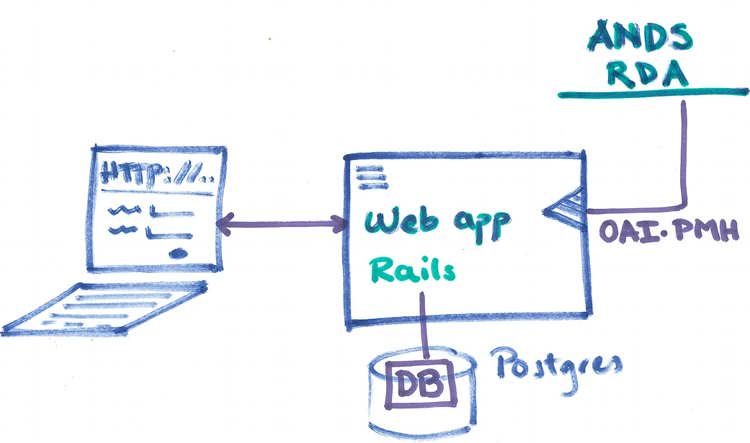 ANDS
RDA
HTTP://..
Web app
Rails
OAI.PMH
DB
Postgres